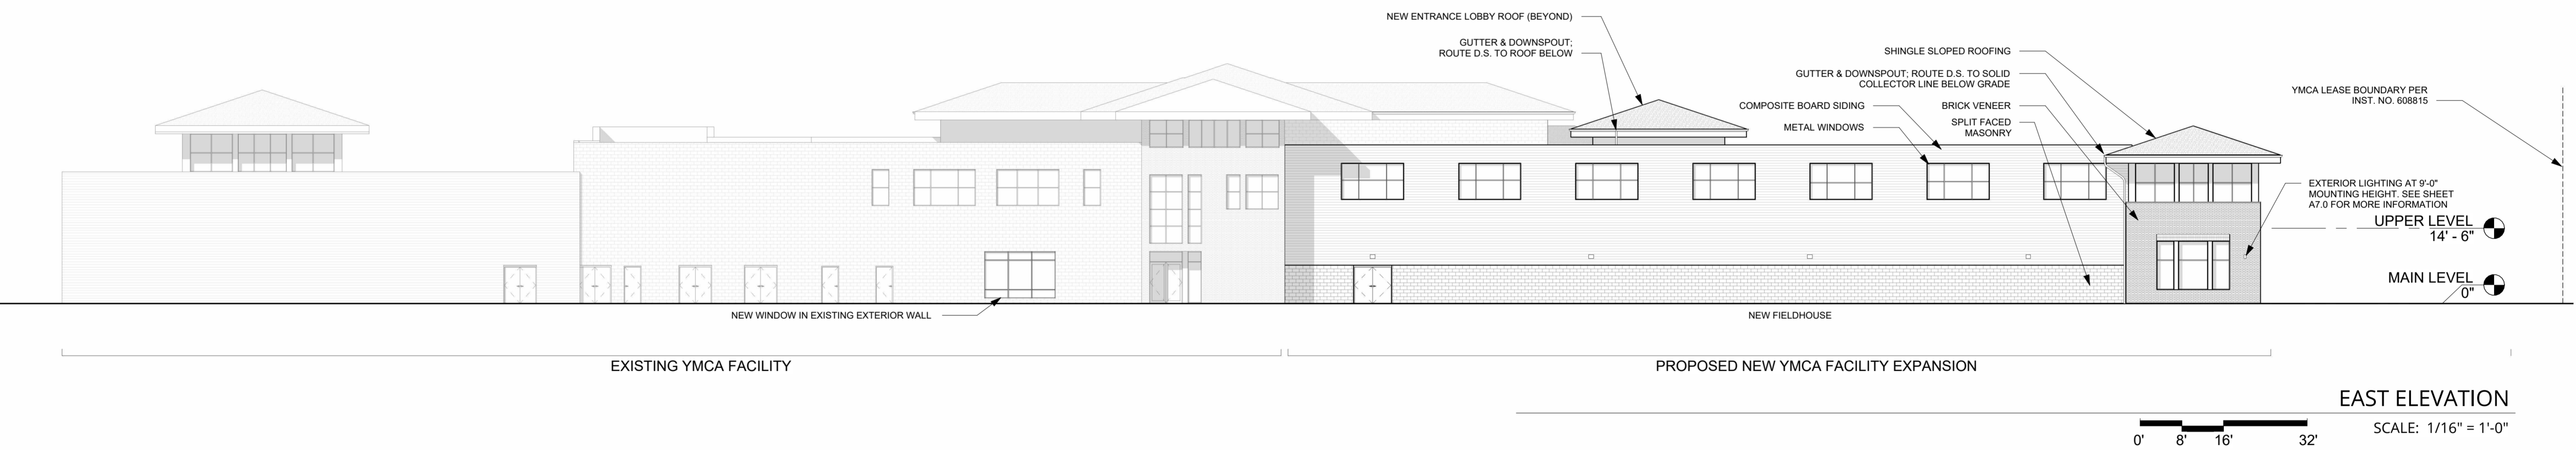 NEW ENTRANCE LOBBY ROOF (BEYOND)
GUTTER & DOWNSPOUT;
ROUTE D.S. TO ROOF BELOW
SHINGLE SLOPED ROOFING
GUTTER & DOWNSPOUT; ROUTE D.S. TO SOLID
COLLECTOR LINE BELOW GRADE
COMPOSITE BOARD SIDING
BRICK VENEER
METAL WINDOWS
SPLIT FACED
MASONRY
YMCA LEASE BOUNDARY PER
INST. NO. 608815
EXTERIOR LIGHTING AT 9'-0"
MOUNTING HEIGHT. SEE SHEET
A7.0 FOR MORE INFORMATION
UPPER LEVEL
14' - 6"
MAIN LEVEL
0"
NEW WINDOW IN EXISTING EXTERIOR WALL
NEW FIELDHOUSE
EXISTING YMCA FACILITY
PROPOSED NEW YMCA FACILITY EXPANSION
EAST ELEVATION
SCALE: 1/16" = 1'-0"
0' 8' 16' 32'